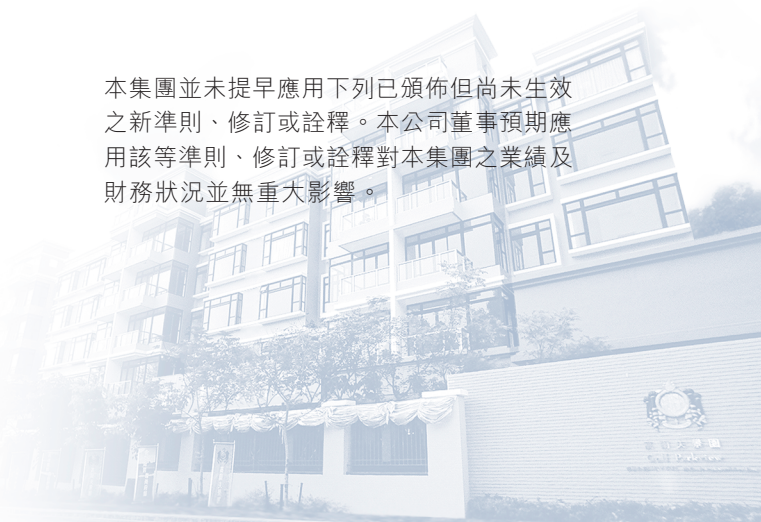 本集團並未提早應用下列已頒佈但尚未生效
之新準則、修訂或詮釋。本公司董事預期應
用該等準則、修訂或詮釋對本集團之業績及
財務狀況並無重大影響。